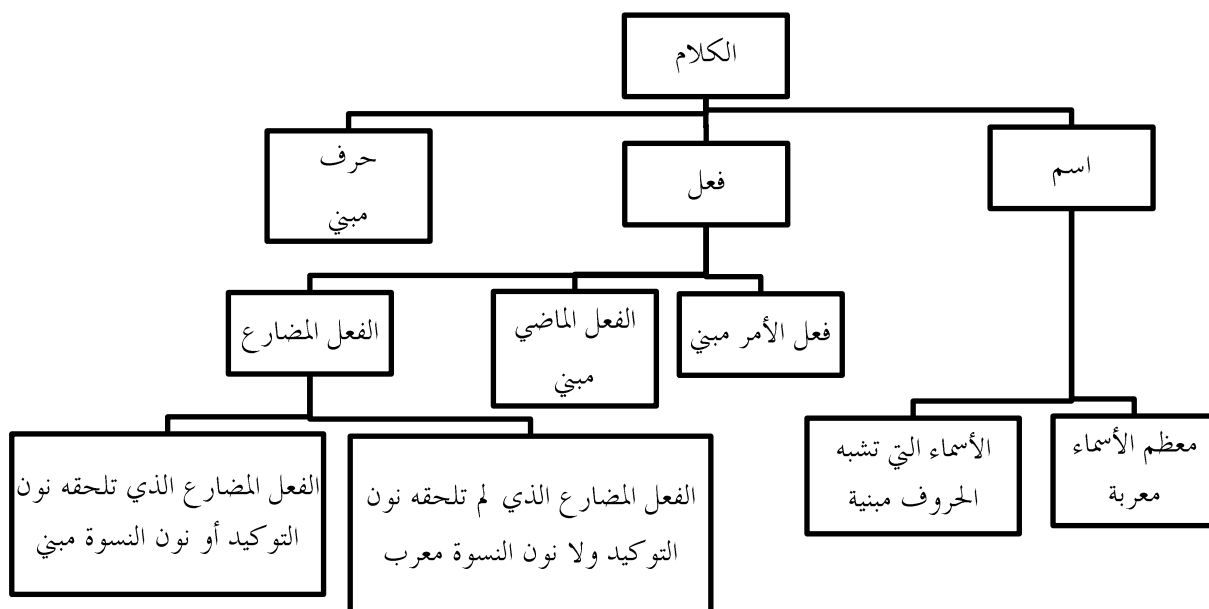 الكلام
اسم
فعل
حرف
مبني
فعل الأمر مبني
الفعل الماضي
مبني
الفعل المضارع
معظم الأسماء
معربة
الأسماء التي تشبه
الحروف مبنية
الفعل المضارع الذي لم تلحقه نون
التوكيد ولا نون النسوة معرب
الفعل المضارع الذي تلحقه نون
التوكيد أو نون النسوة مبني